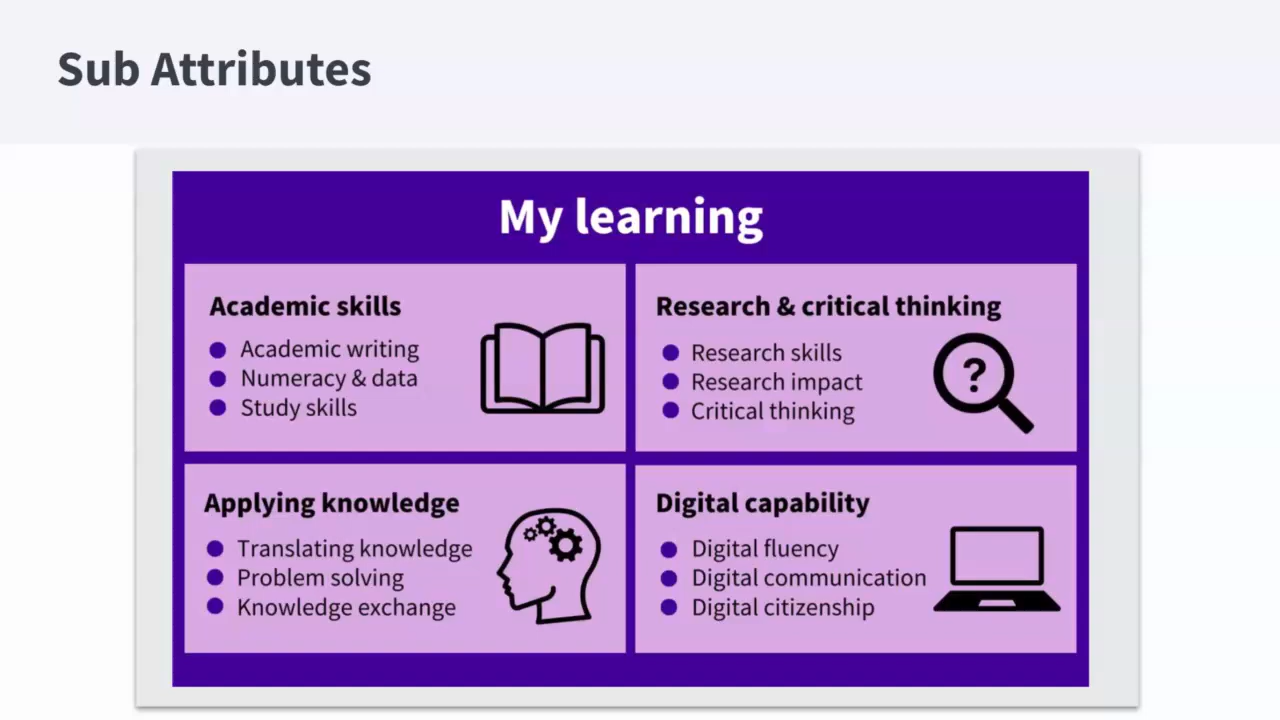 Sub Attributes
My learning
Academic skills
Academic writing
Numeracy & data
Study skills
Research & critical thinking
Research skills
Research impact
Critical thinking
?
Applying knowledge
Translating knowledge
Problem solving
Knowledge exchange
Digital capability
Digital fluency
Digital communication
Digital citizenship